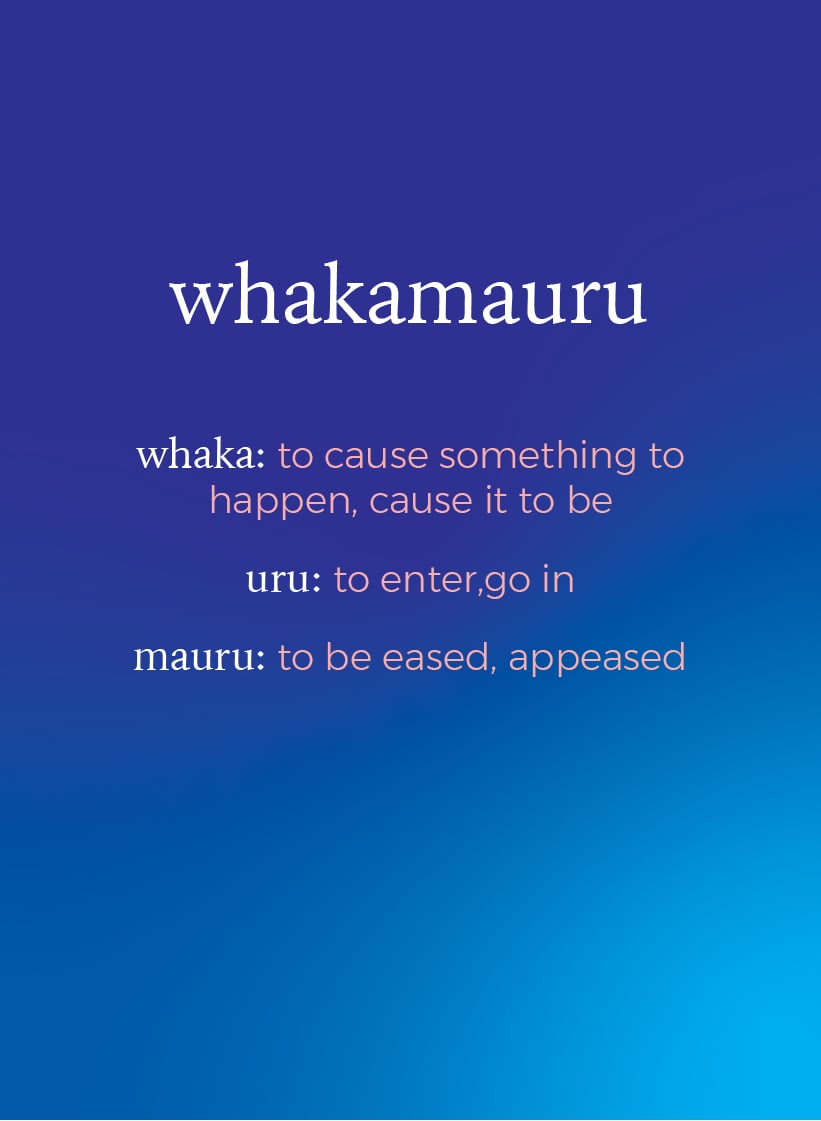 whakamauru
whaka: to cause something to
happen, cause it to be
uru: to enter,go in
mauru: to be eased, appeased